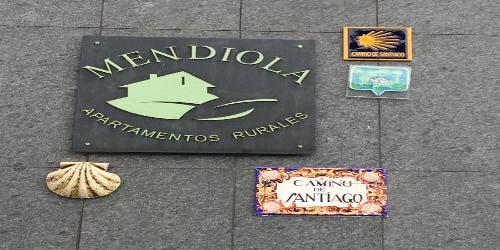 MENDIOLA
APARTAMENTOS RURALES
CAMINO DE SANTIAGO
CAMINO
DE
SANTIAGO